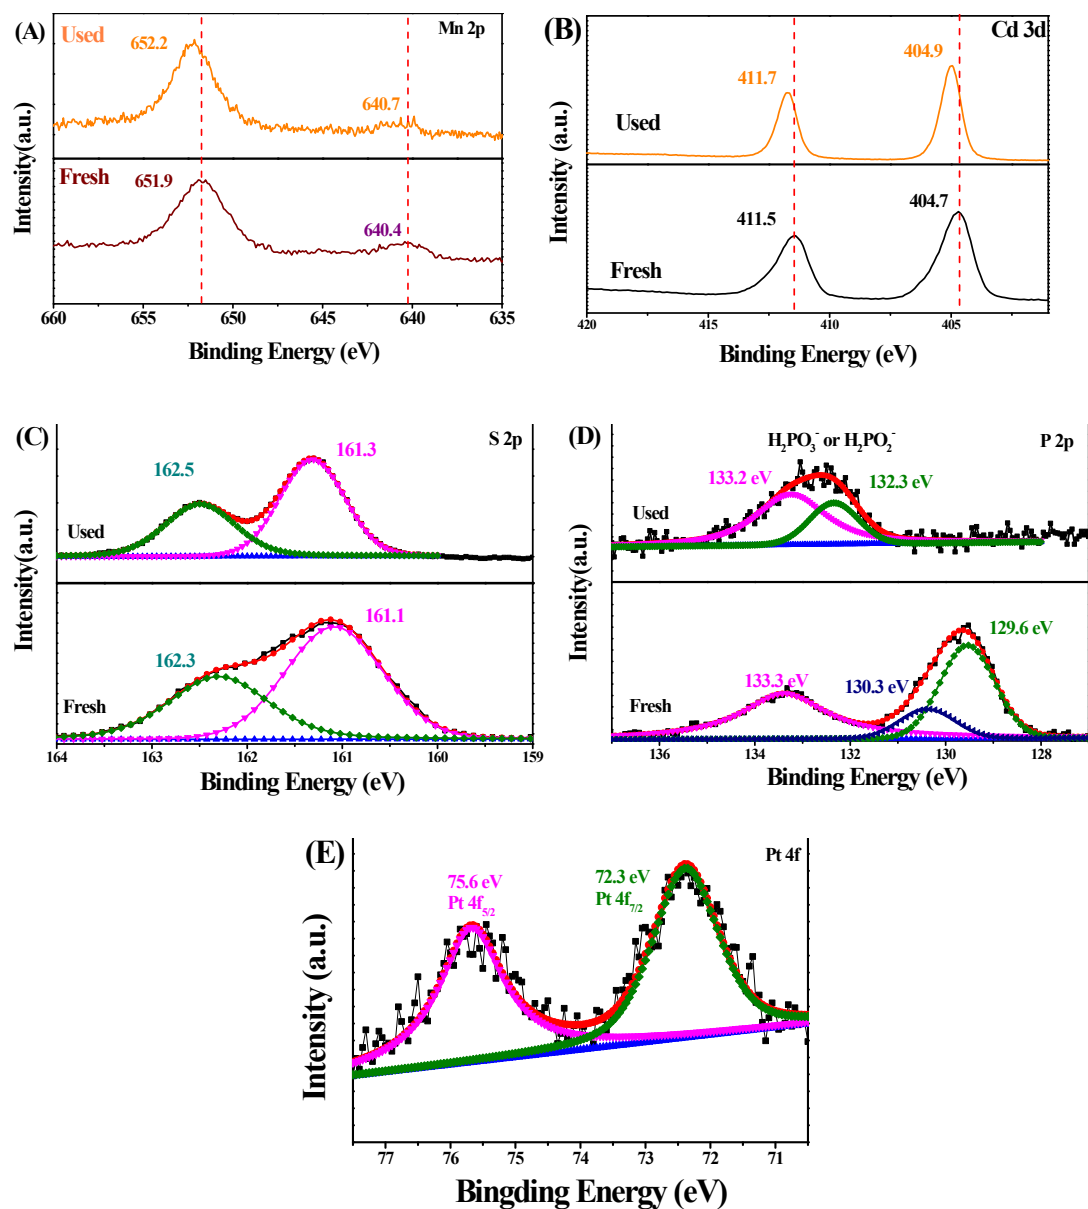 (A)
Used
Mn 2p
652.2
640.7
Fresh
651.9
640.4
Intensity(a.u.)
660 655 650 645 640 635
Binding Energy (eV)
(B)
Cd 3d
411.7
404.9
Used
411.5
404.7
Fresh
Intensity (a.u.)
420 415 410 405
Binding Energy (eV)
(C)
S 2p
161.3
162.5
Used
161.1
162.3
Fresh
Intensity(a.u.)
164 163 162 161 160 159
Binding Energy (eV)
(D)
H₂PO₃⁻ or H₂PO₂⁻
P 2p
133.2 eV
132.3 eV
Used
129.6 eV
133.3 eV
130.3 eV
Fresh
Intensity(a.u.)
136 134 132 130 128
Binding Energy (eV)
(E)
Pt 4f
75.6 eV
Pt 4f₅/₂
72.3 eV
Pt 4f₇/₂
Intensity (a.u.)
77 76 75 74 73 72 71
Bingding Energy (eV)